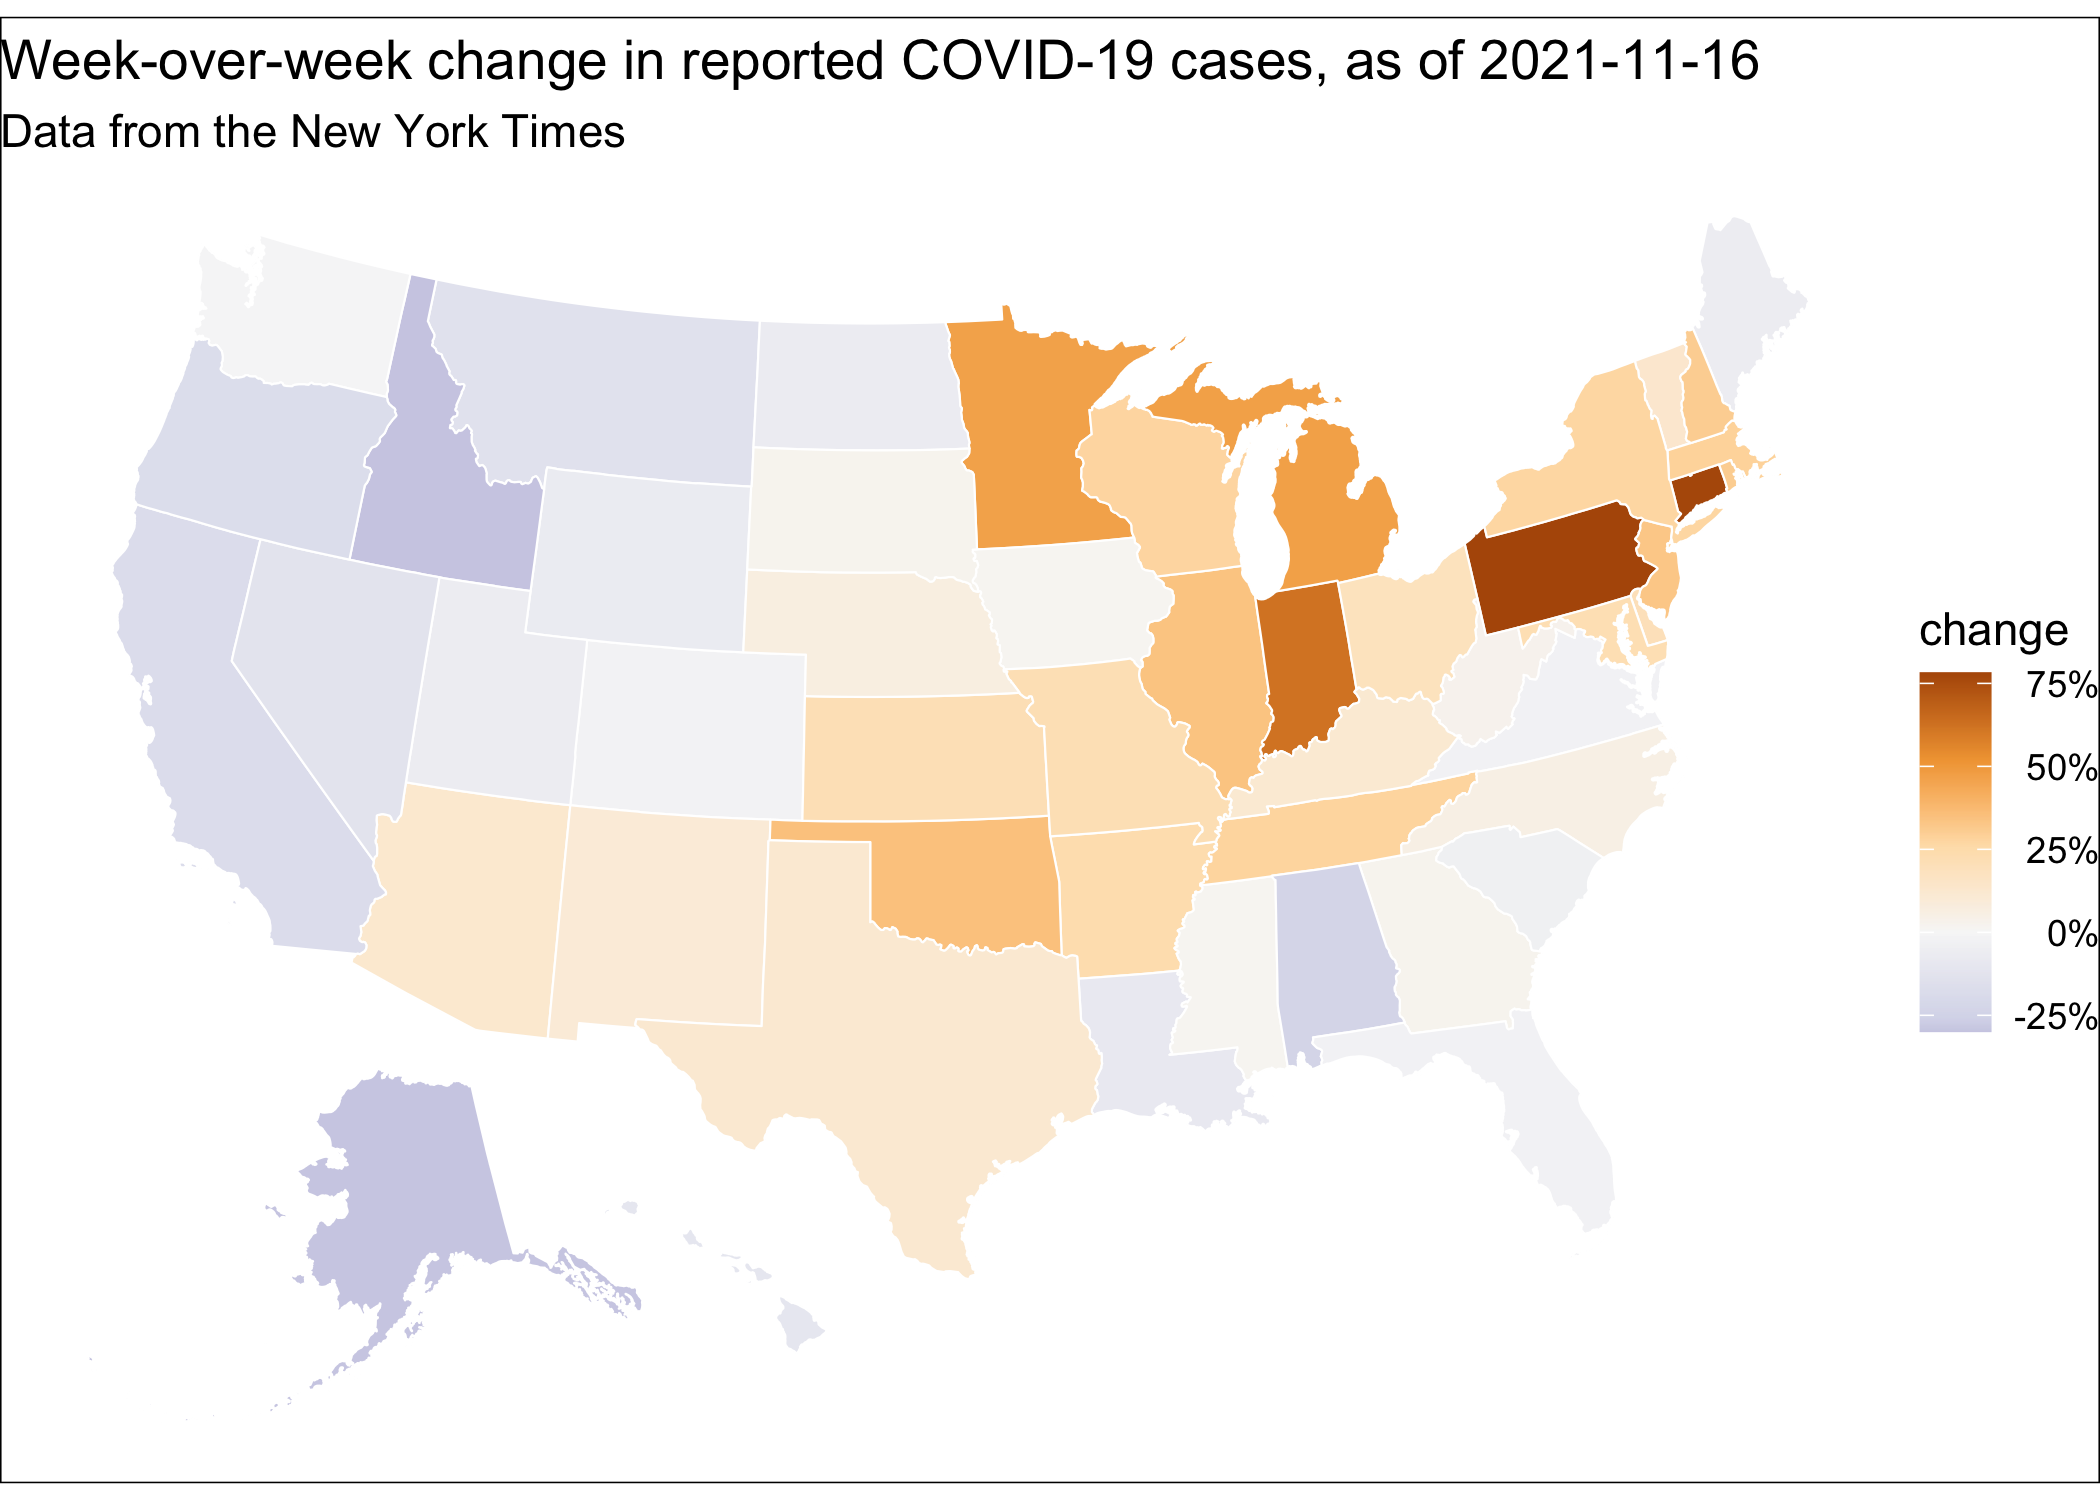 Week-over-week change in reported COVID-19 cases, as of 2021-11-16
Data from the New York Times
change
75%
50%
25%
0%
-25%